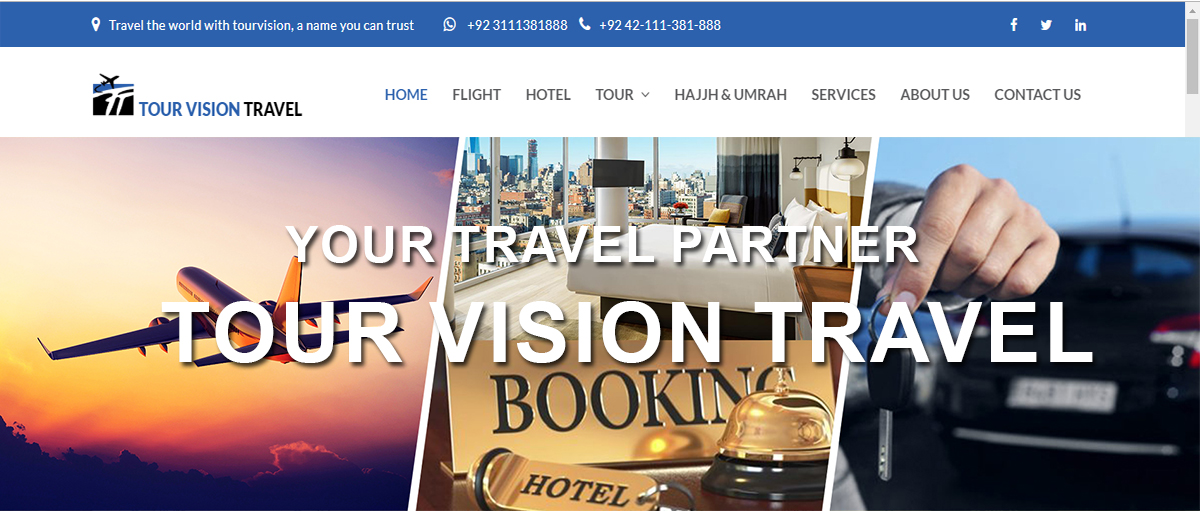 Travel the world with tourvision, a name you can trust +92 3111381888 +92 42-111-381-888
TOUR VISION TRAVEL
HOME FLIGHT HOTEL TOUR HAJJH & UMRAH SERVICES ABOUT US CONTACT US
YOUR TRAVEL PARTNER
TOUR VISION TRAVEL
BOOKING
HOTEL